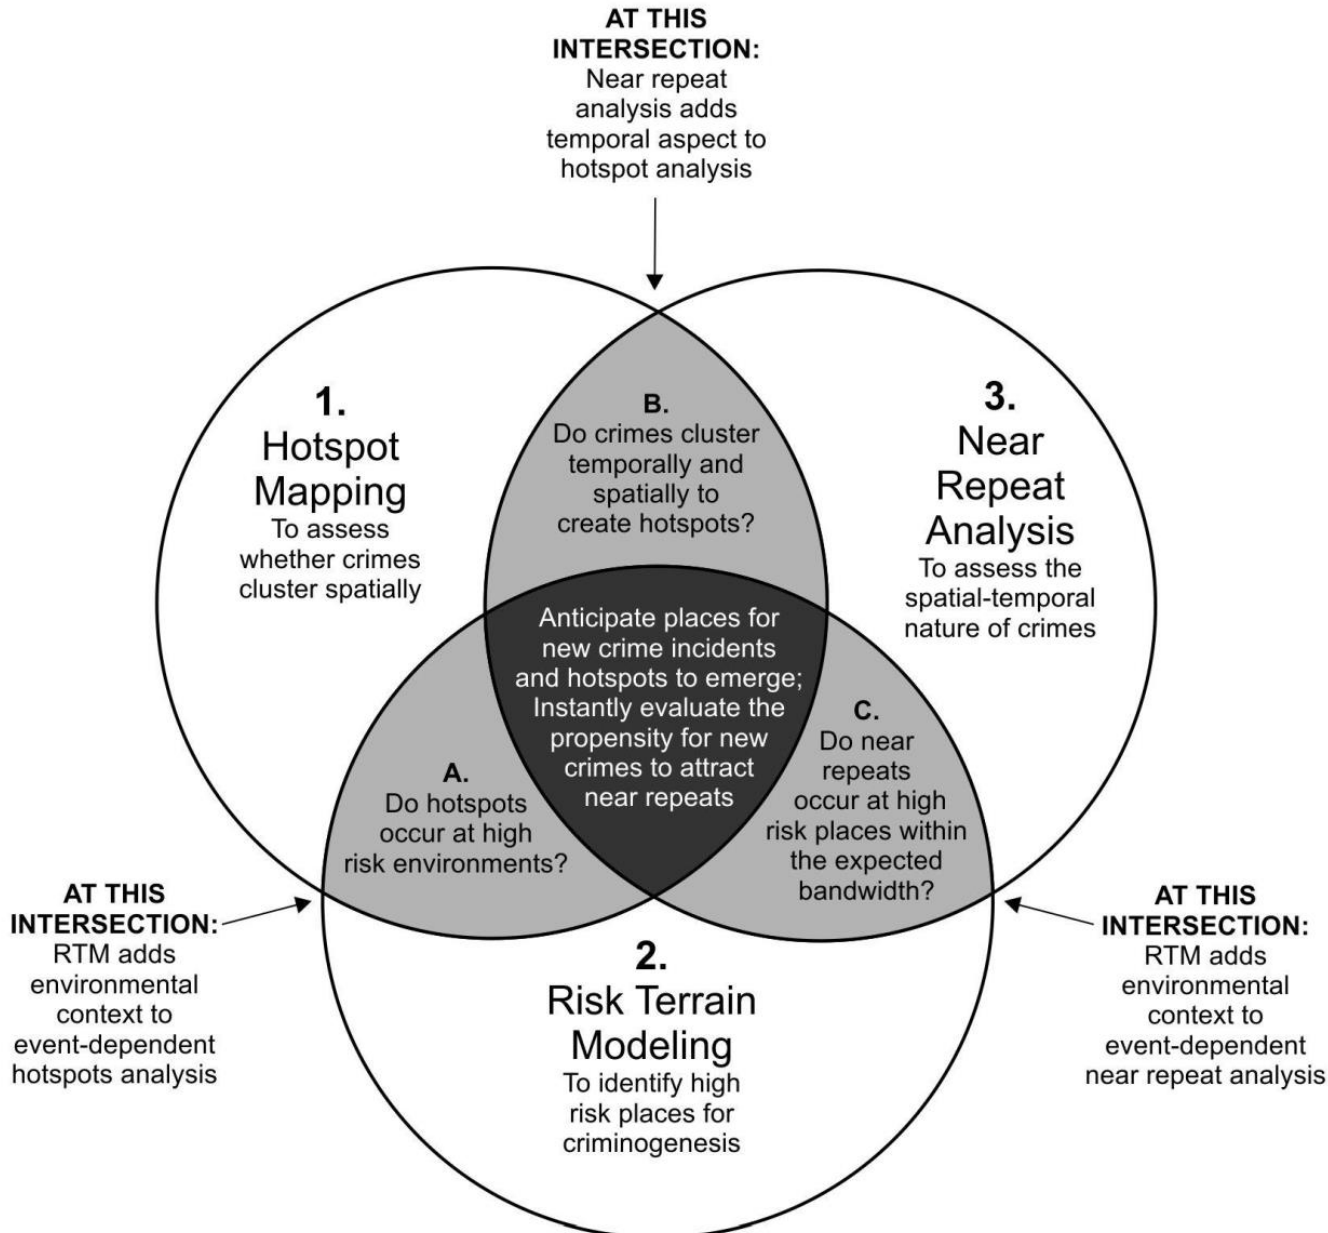 AT THIS
INTERSECTION:
Near repeat
analysis adds
temporal aspect to
hotspot analysis
1.
Hotspot
Mapping
To assess
whether crimes
cluster spatially
B.
Do crimes cluster
temporally and
spatially to
create hotspots?
3.
Near
Repeat
Analysis
To assess the
spatial-temporal
nature of crimes
Anticipate places for
new crime incidents
and hotspots to emerge;
Instantly evaluate the
propensity for new
crimes to attract
near repeats
A.
Do hotspots
occur at high
risk environments?
C.
Do near
repeats
occur at high
risk places within
the expected
bandwidth?
AT THIS
INTERSECTION:
RTM adds
environmental
context to
event-dependent
hotspots analysis
2.
Risk Terrain
Modeling
To identify high
risk places for
criminogenesis
AT THIS
INTERSECTION:
RTM adds
environmental
context to
event-dependent
near repeat analysis